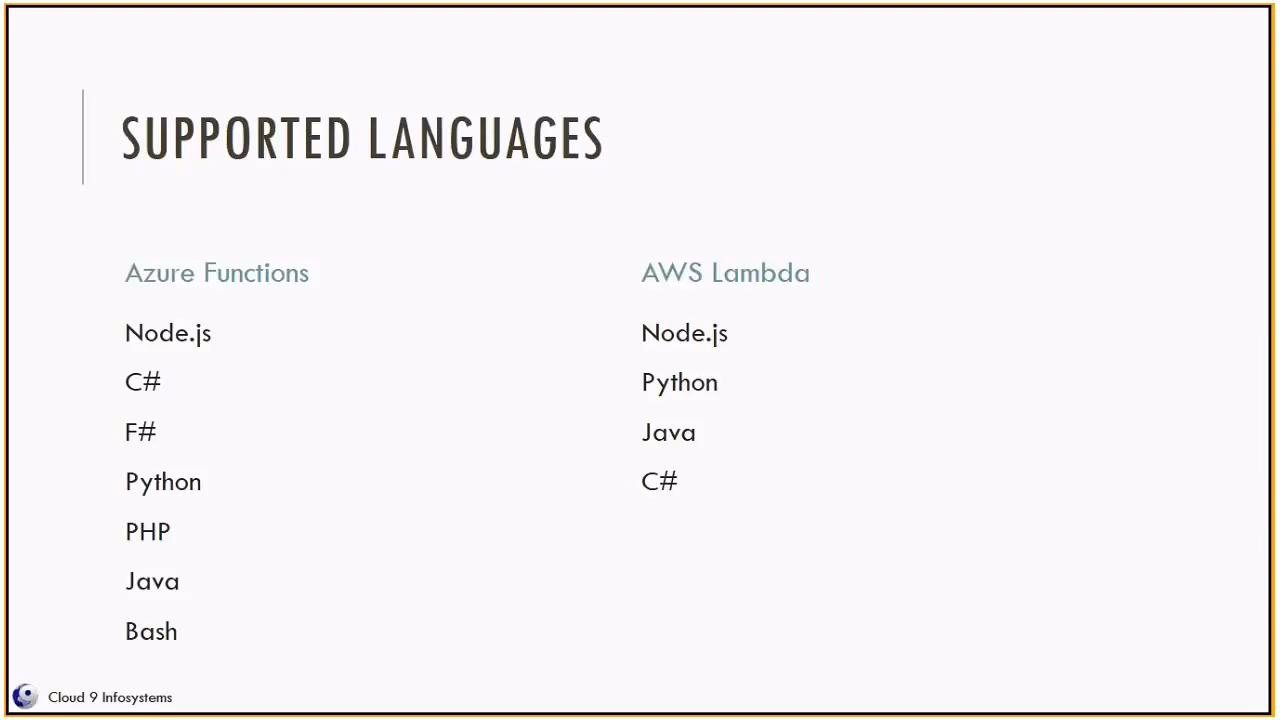 SUPPORTED LANGUAGES
Azure Functions
Node.js
C#
F#
Python
PHP
Java
Bash
AWS Lambda
Node.js
Python
Java
C#
Cloud 9 Infosystems